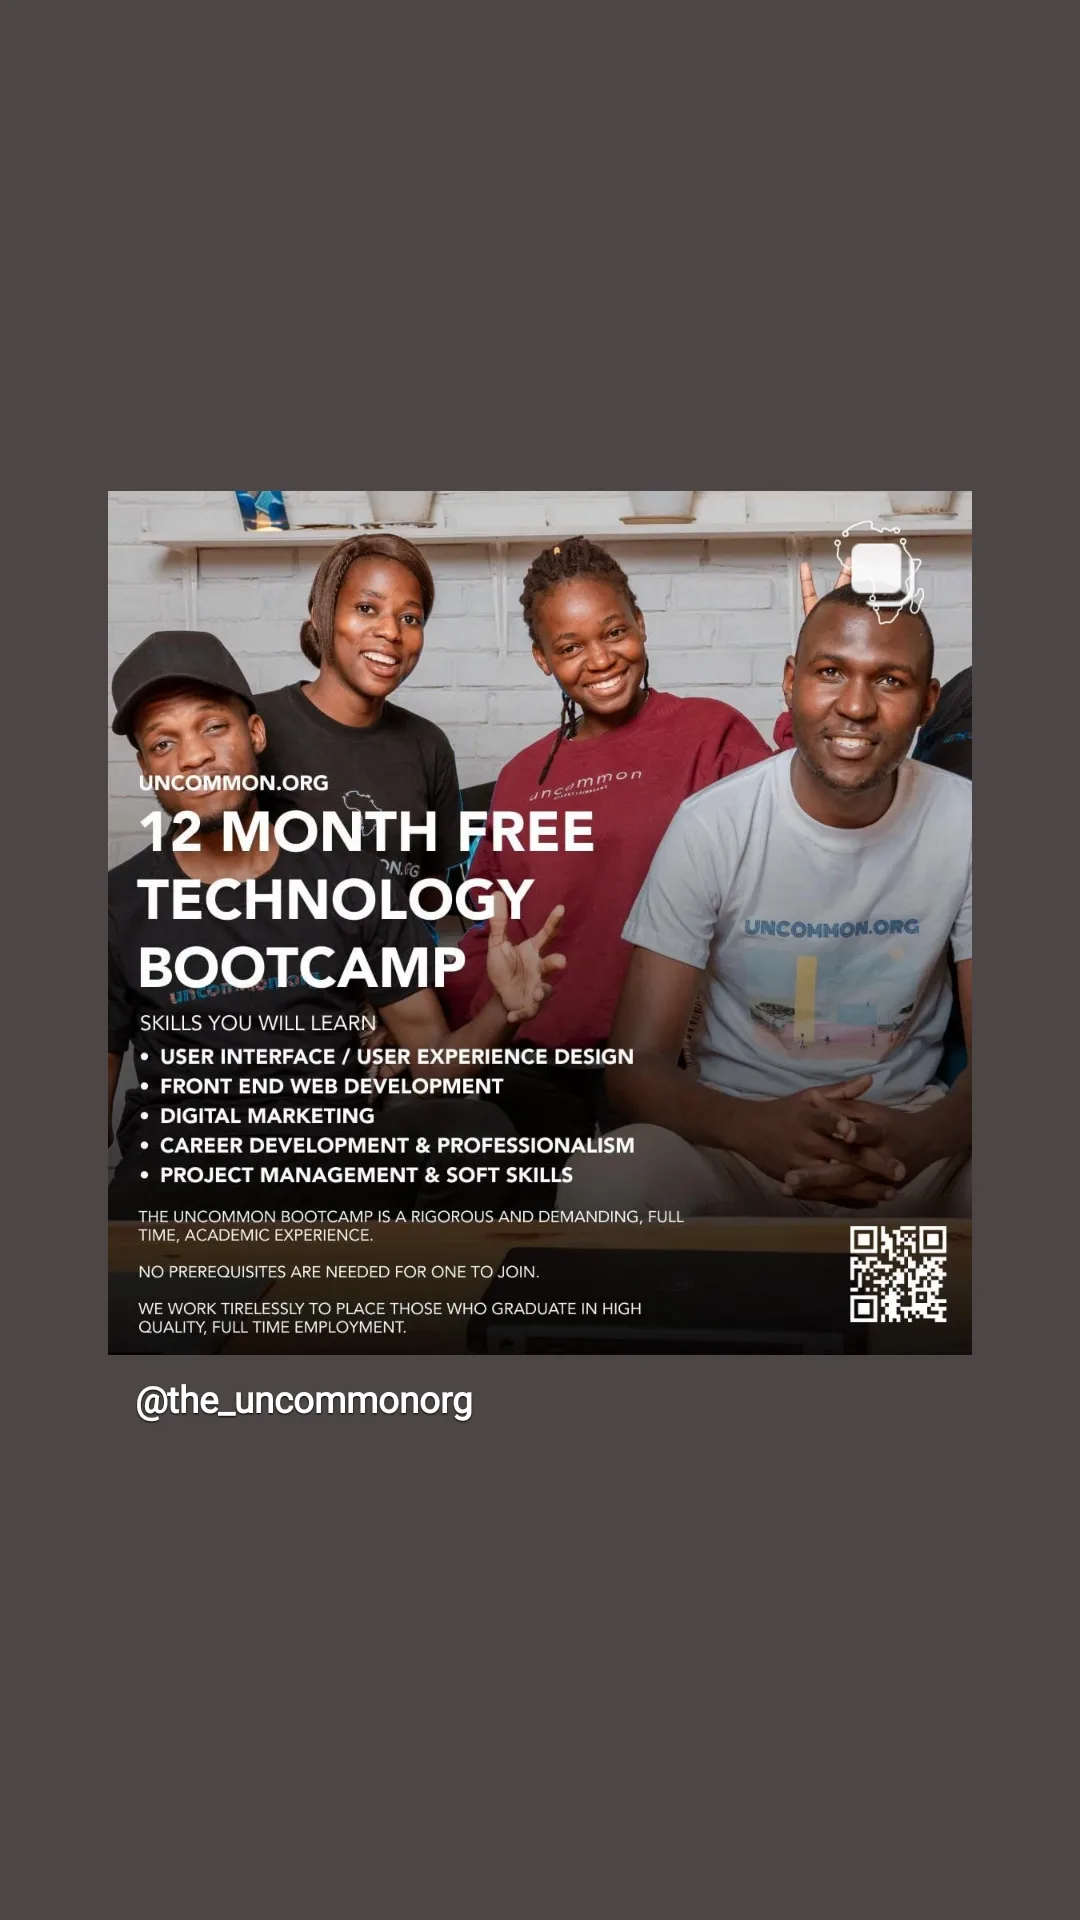 uncommon
UNCOMMON.ORG
UNCOMMON.ORG
12 MONTH FREE
TECHNOLOGY
BOOTCAMP
uncommon.org
SKILLS YOU WILL LEARN
• USER INTERFACE / USER EXPERIENCE DESIGN
• FRONT END WEB DEVELOPMENT
• DIGITAL MARKETING
• CAREER DEVELOPMENT & PROFESSIONALISM
• PROJECT MANAGEMENT & SOFT SKILLS
THE UNCOMMON BOOTCAMP IS A RIGOROUS AND DEMANDING, FULL
TIME, ACADEMIC EXPERIENCE.
NO PREREQUISITES ARE NEEDED FOR ONE TO JOIN.
WE WORK TIRELESSLY TO PLACE THOSE WHO GRADUATE IN HIGH
QUALITY, FULL TIME EMPLOYMENT.
@the_uncommonorg